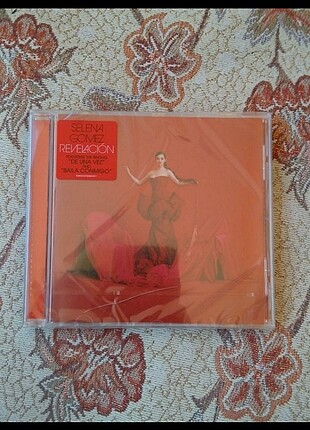 SELENA
GOMEZ
REVELACIÓN
"DE UNA VEZ"
"BAILA CONMIGO"